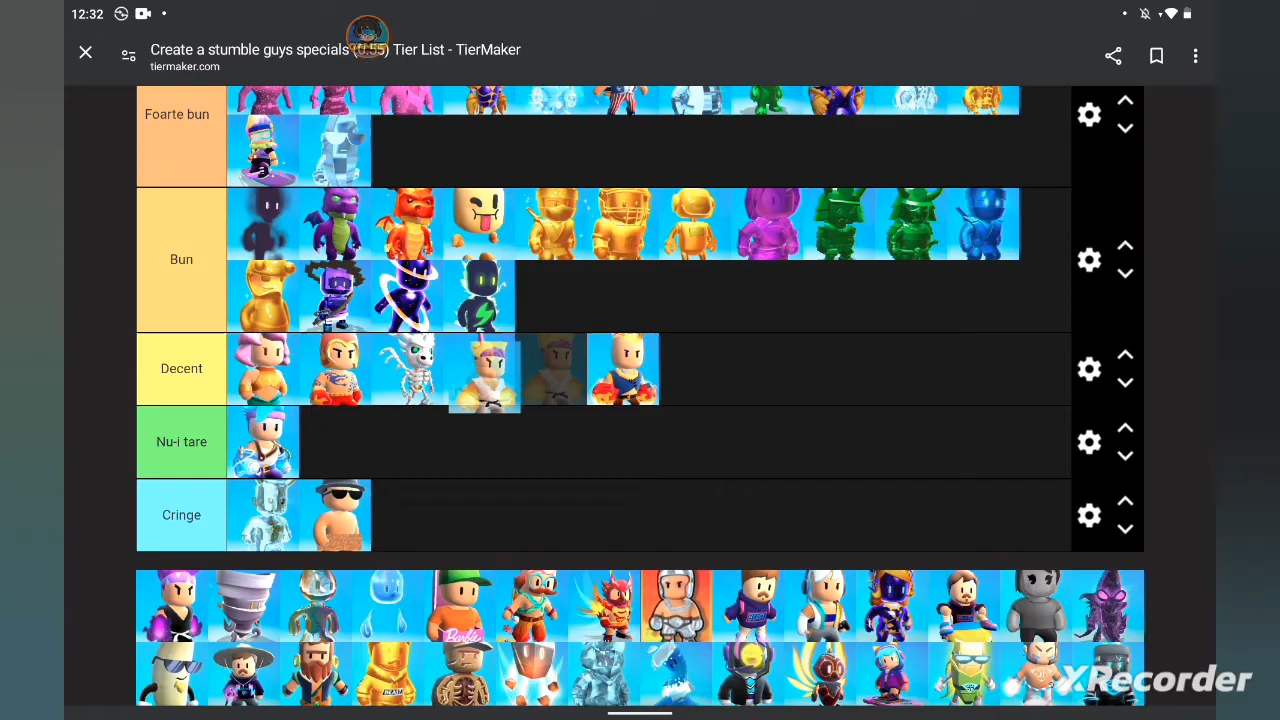 12:32
Create a stumble guys specials (0:55) Tier List - TierMaker
tiermaker.com
Foarte bun
Bun
Decent
Nu-i tare
Cringe
Barbie
BEAST
XRecorder